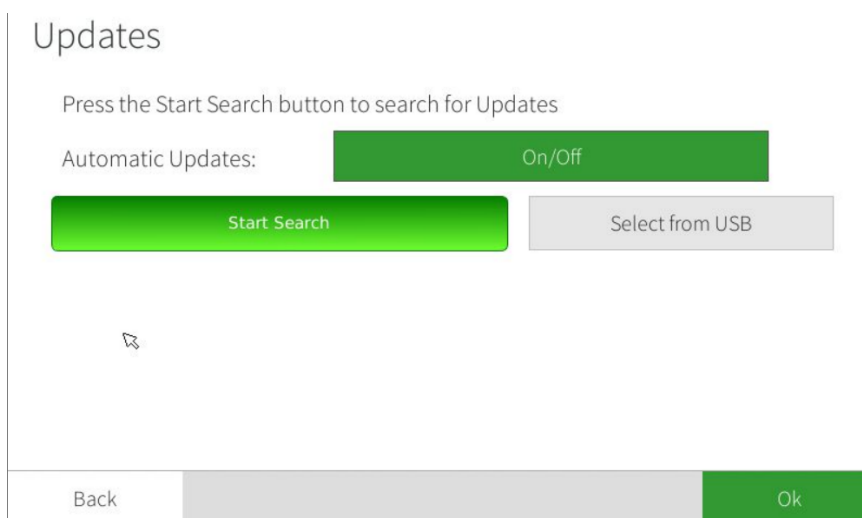 Updates
Press the Start Search button to search for Updates
Automatic Updates: On/Off
Start Search Select from USB
Back Ok